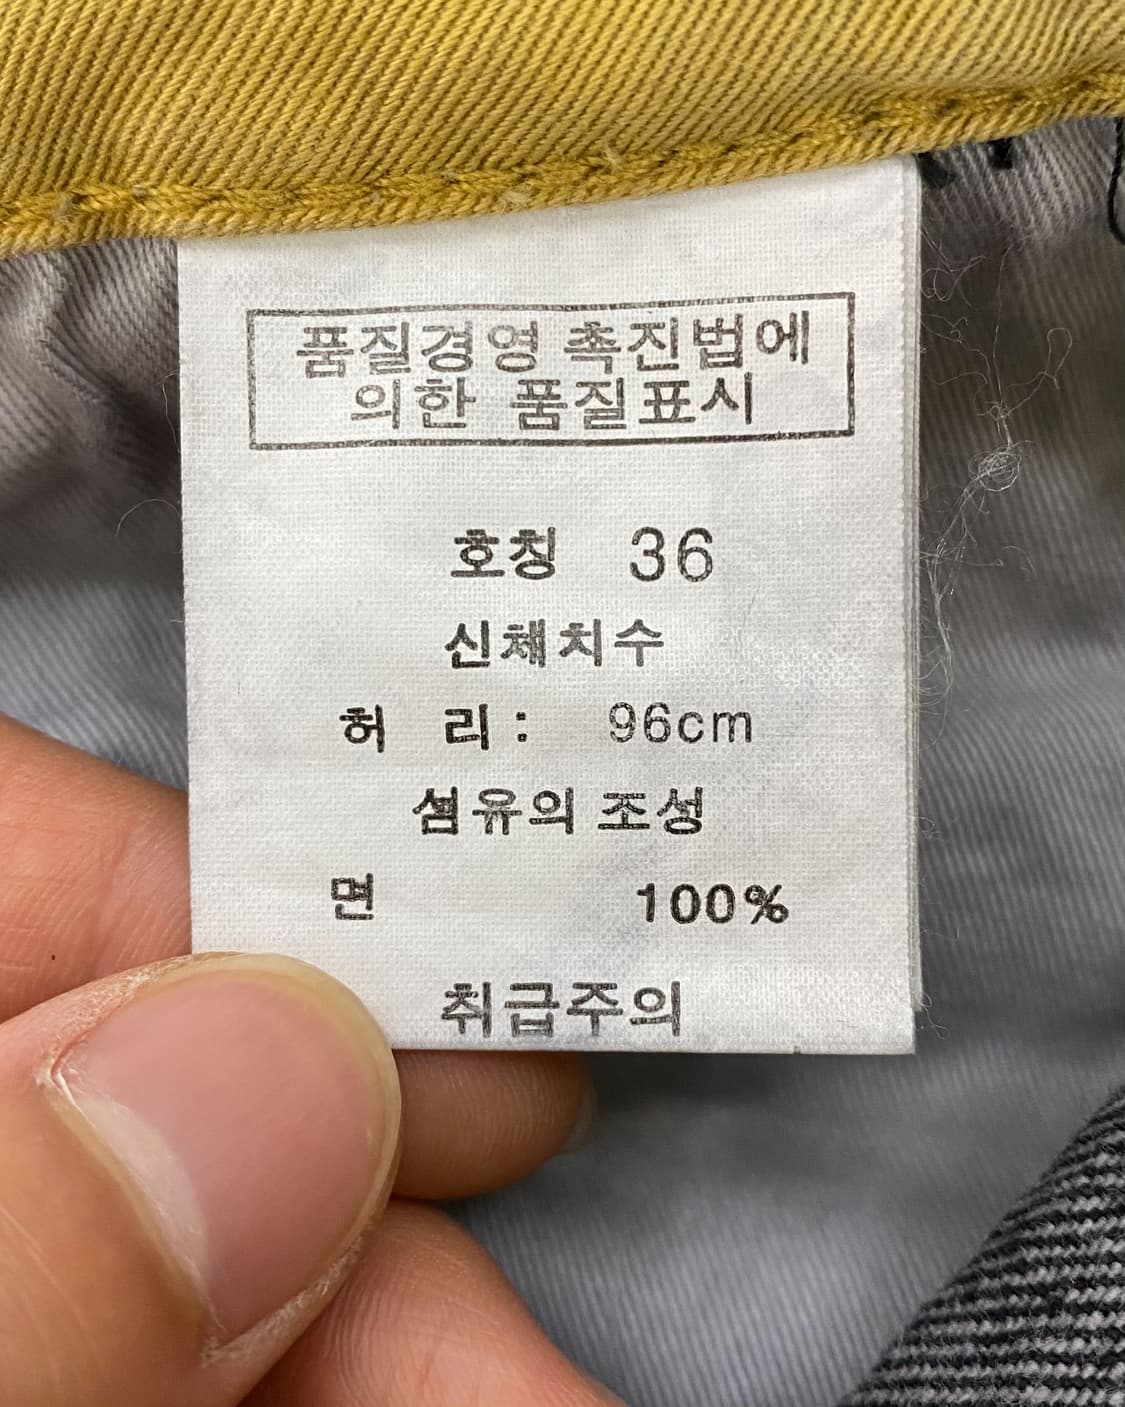 품질경영 촉진법에
의한 품질표시
호칭 36
신체치수
허 리 : 96cm
섬유의 조성
면 100%
취급주의